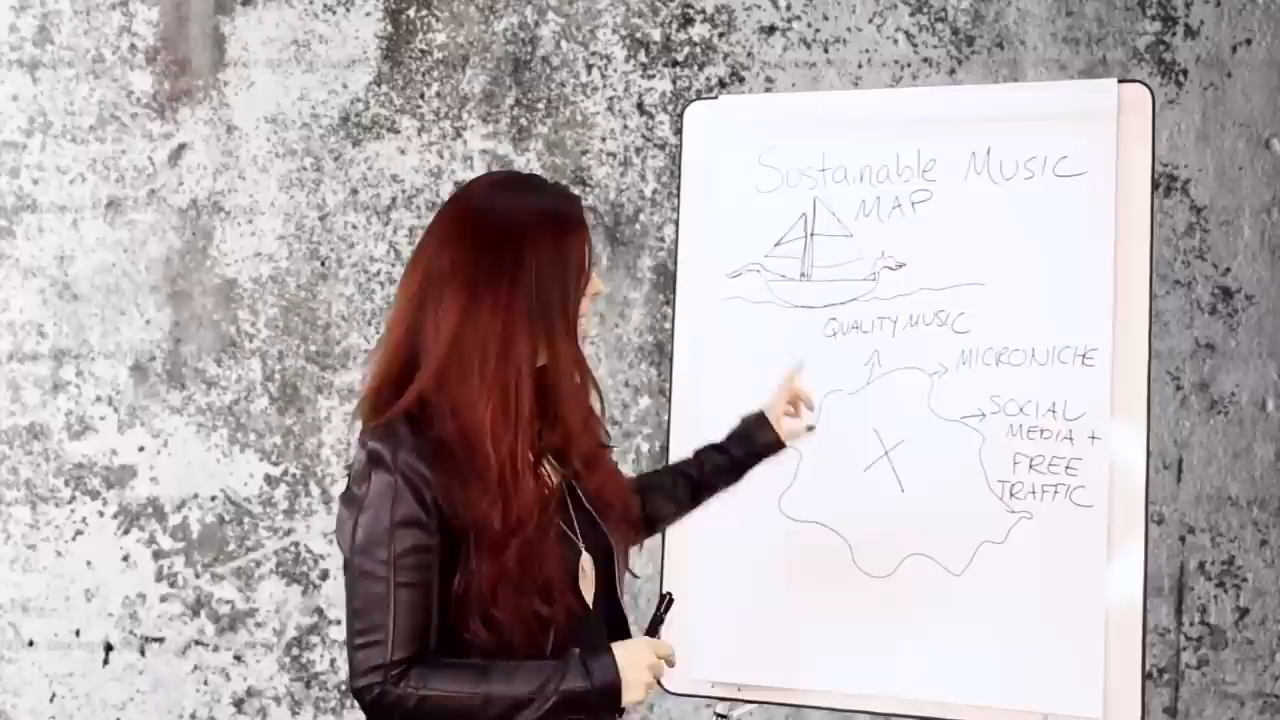 Sustainable Music
MAP
QUALITY MUSIC
MICRONICHE
SOCIAL
MEDIA +
FREE
TRAFFIC
X